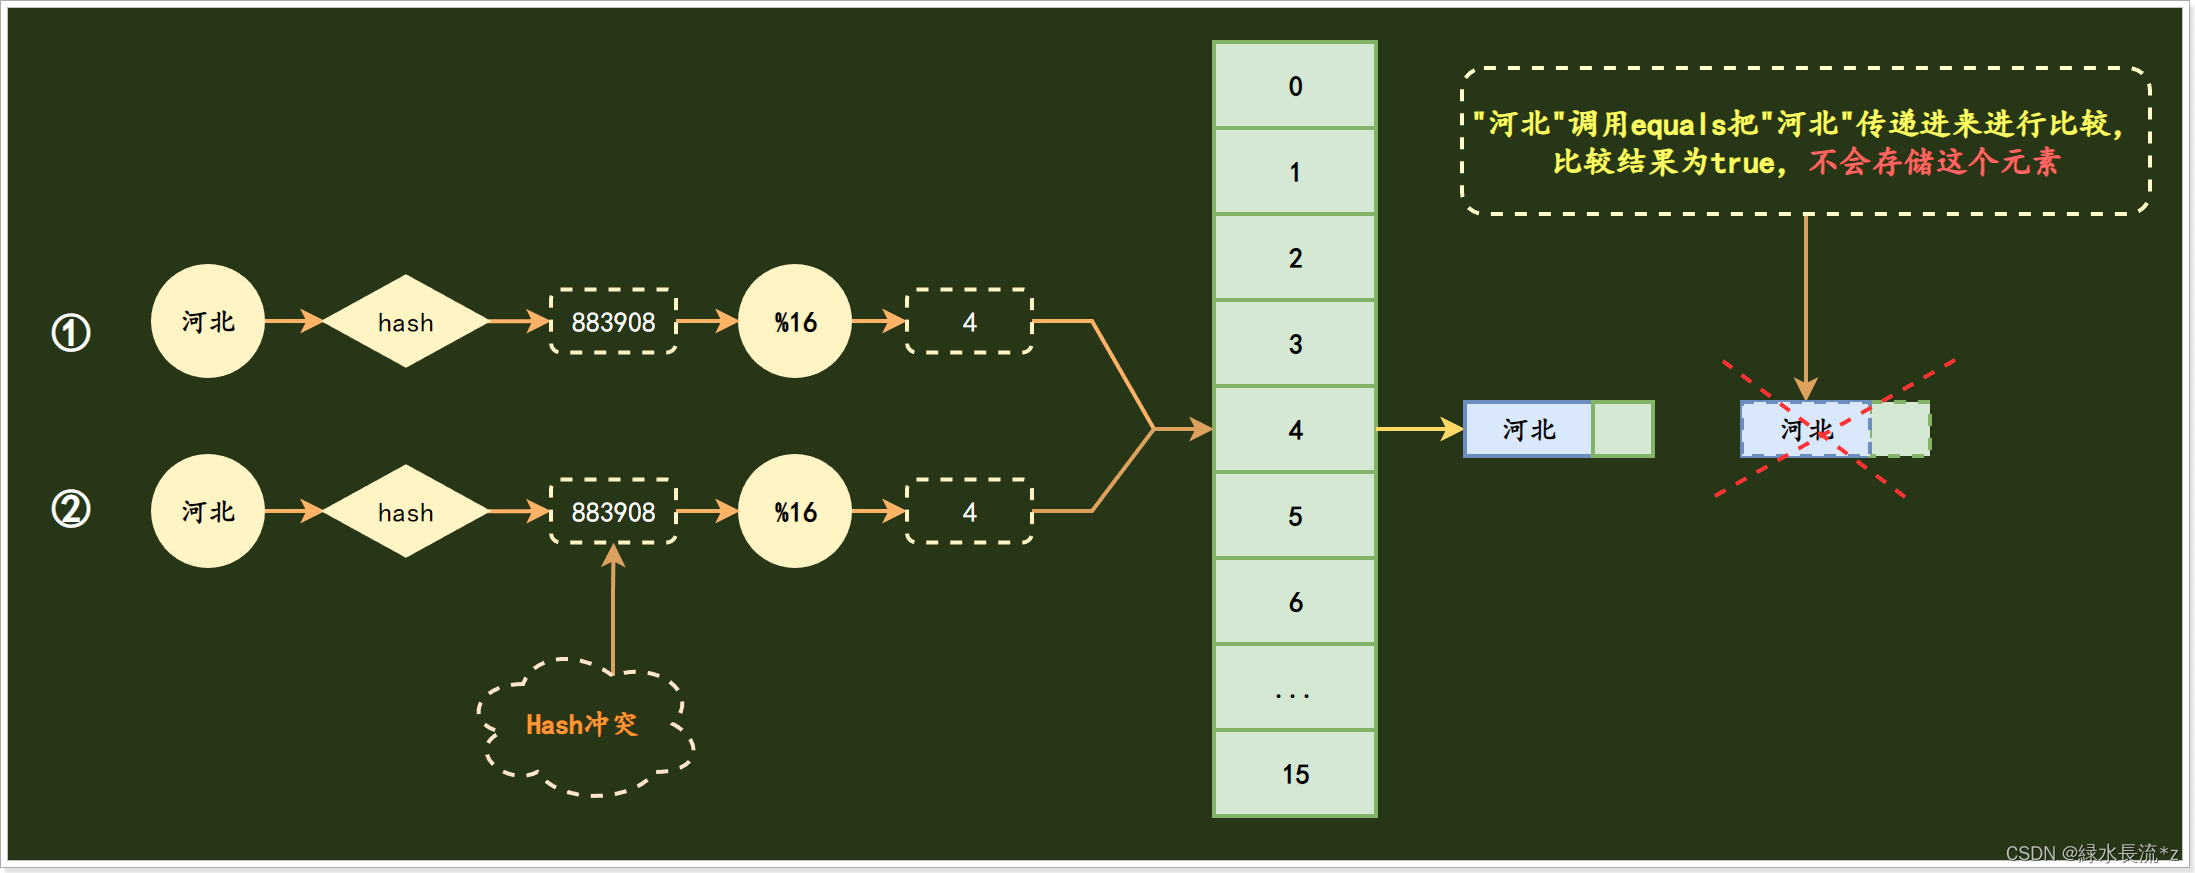 "河北"调用equals把"河北"传递进来进行比较，
比较结果为true，不会存储这个元素
① 河北 hash 883908 %16 4
② 河北 hash 883908 %16 4
Hash冲突
0
1
2
3
4
5
6
...
15
河北
河北
CSDN @緑水長流*z